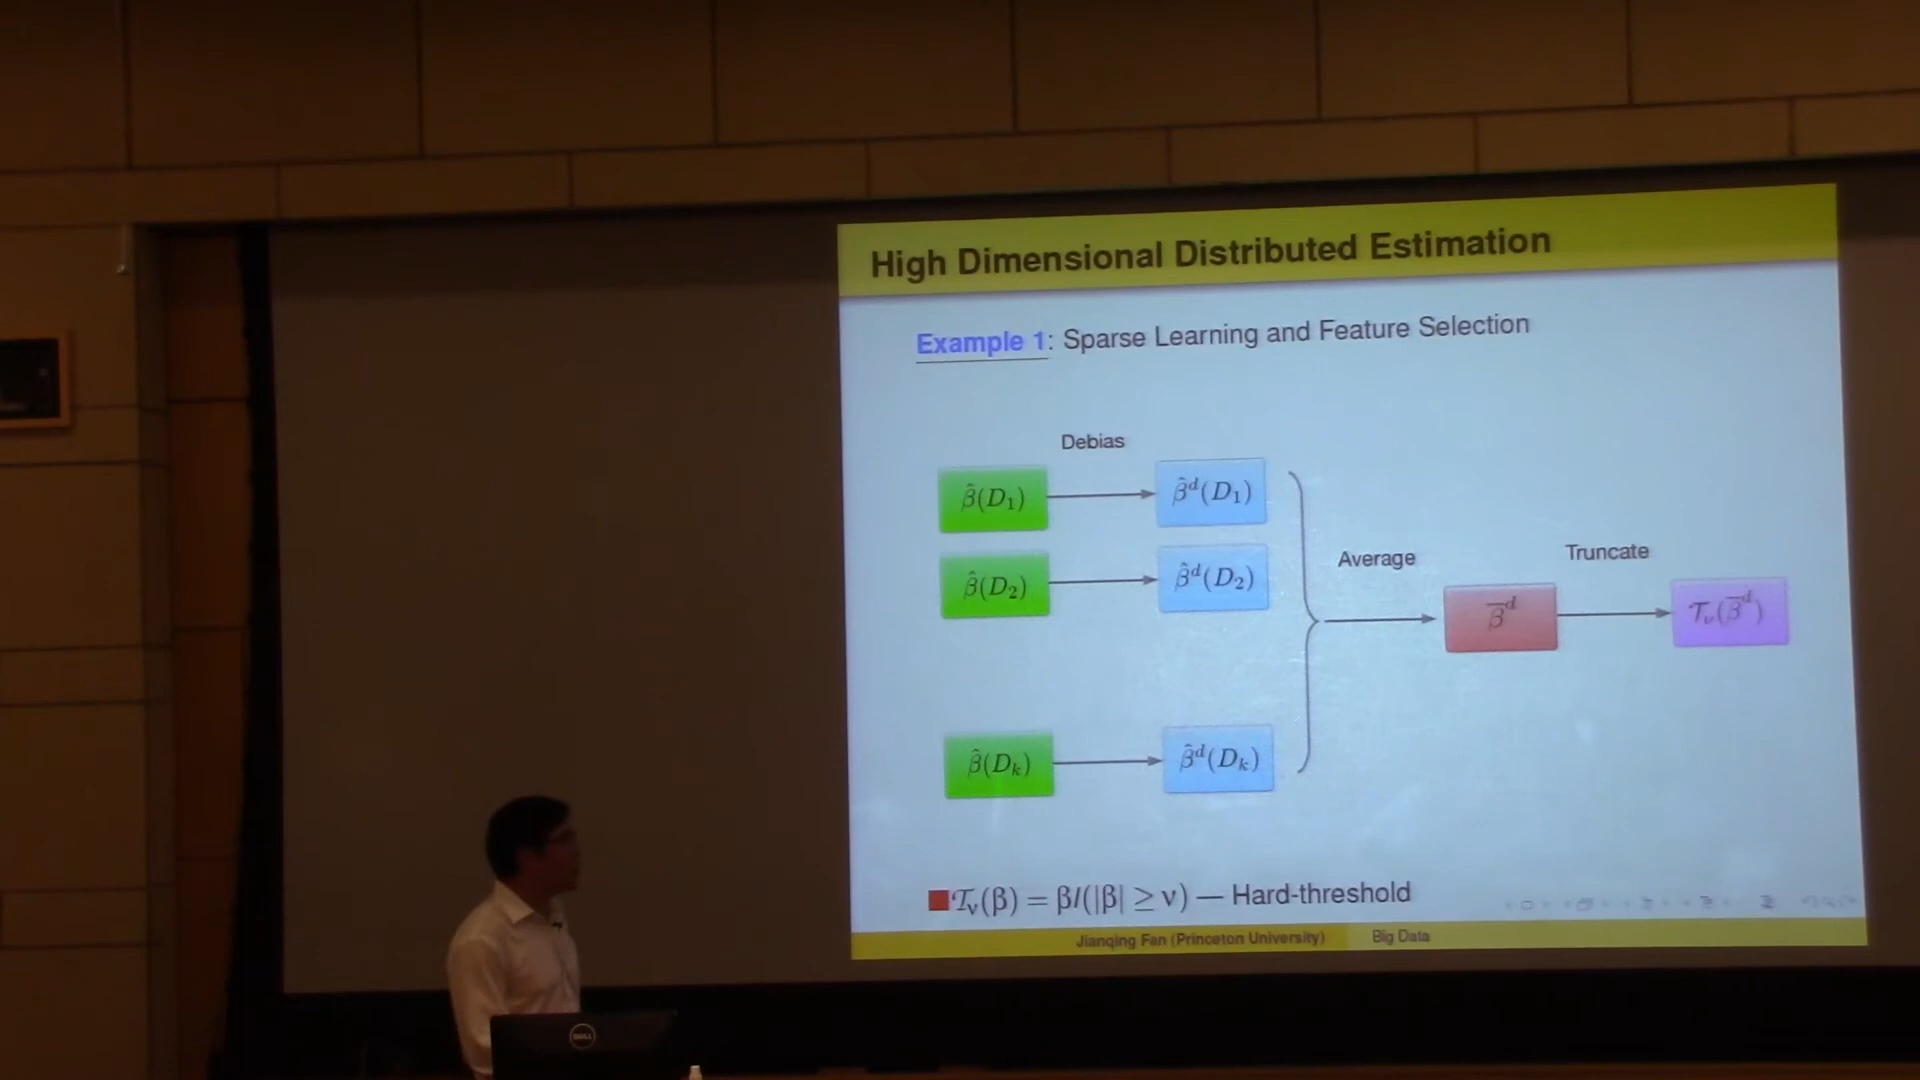 High Dimensional Distributed Estimation
Example 1: Sparse Learning and Feature Selection
Debias
β̂(D₁) β̂ᵈ(D₁)
β̂(D₂) β̂ᵈ(D₂)
Average
Truncate
β̅ᵈ 𝒯ᵥ(β̅ᵈ)
β̂(Dₖ) β̂ᵈ(Dₖ)
𝒯ᵥ(β) = βI(|β| ≥ ν) — Hard-threshold
Jianqing Fan (Princeton University) Big Data
DELL